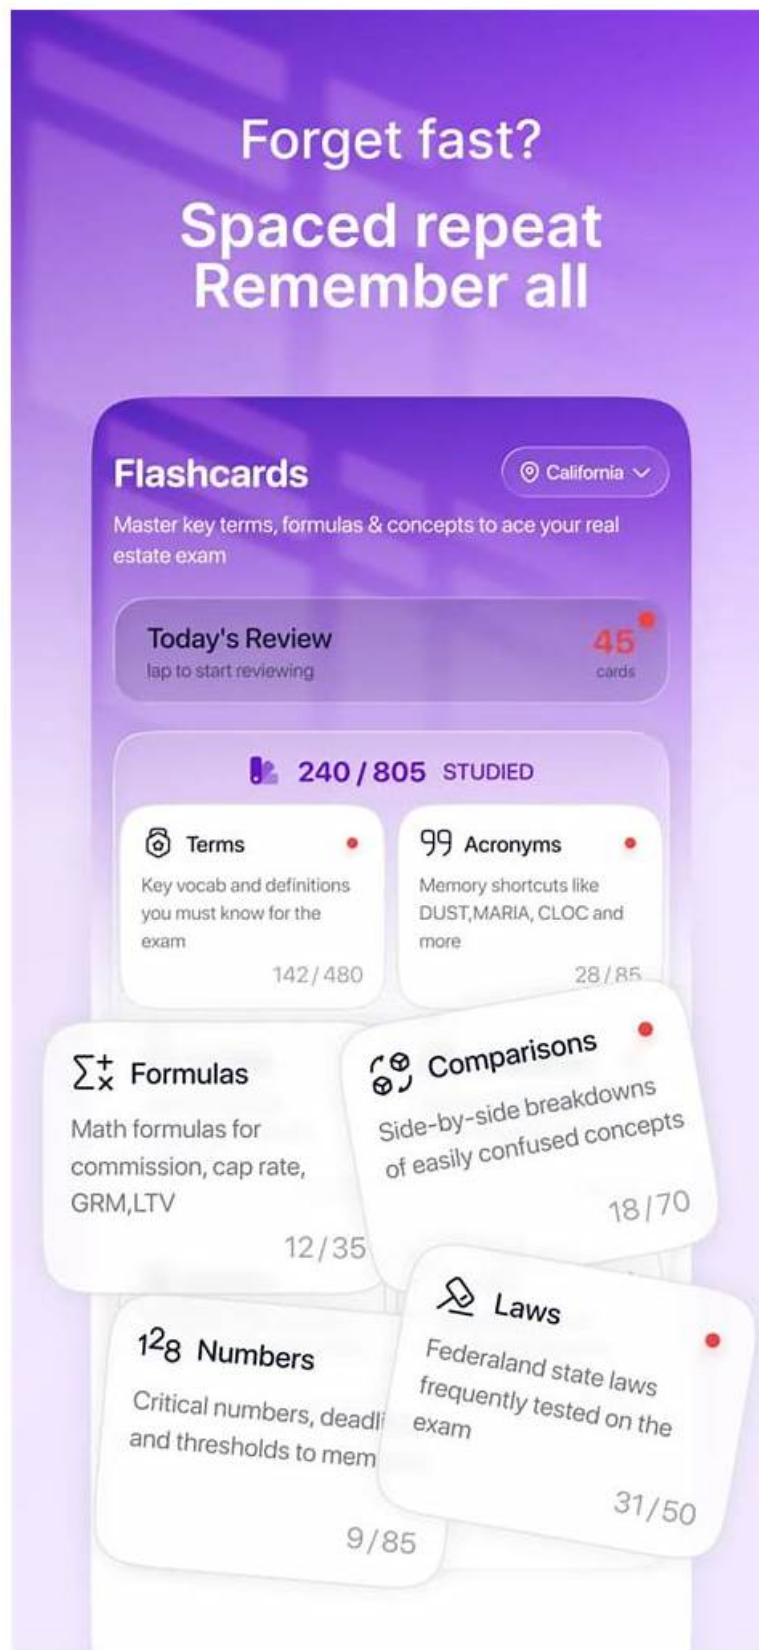 Forget fast?
Spaced repeat
Remember all
Flashcards
California
Master key terms, formulas & concepts to ace your real
estate exam
Today's Review
lap to start reviewing
45
cards
240 / 805 STUDIED
Terms
Key vocab and definitions
you must know for the
exam
142/480
Acronyms
Memory shortcuts like
DUST,MARIA, CLOC and
more
28/85
Formulas
Math formulas for
commission, cap rate,
GRM,LTV
12/35
Comparisons
Side-by-side breakdowns
of easily confused concepts
18/70
128 Numbers
Critical numbers, deadli
and thresholds to mem
9/85
Laws
Federaland state laws
frequently tested on the
exam
31/50